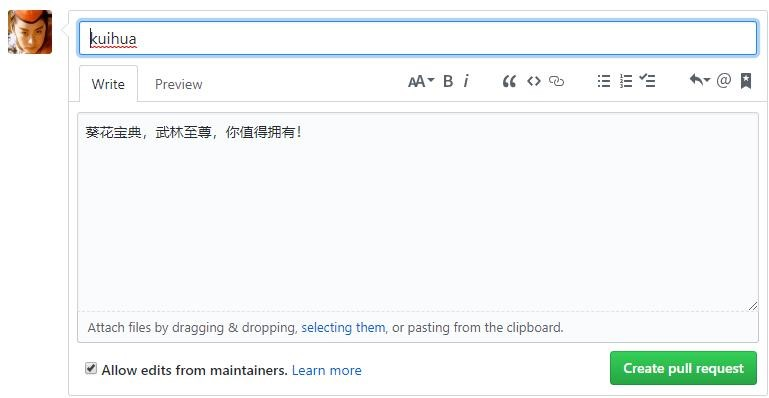 kuihua
Write Preview AA B i @
葵花宝典，武林至尊，你值得拥有！
Attach files by dragging & dropping, selecting them, or pasting from the clipboard.
Allow edits from maintainers. Learn more Create pull request